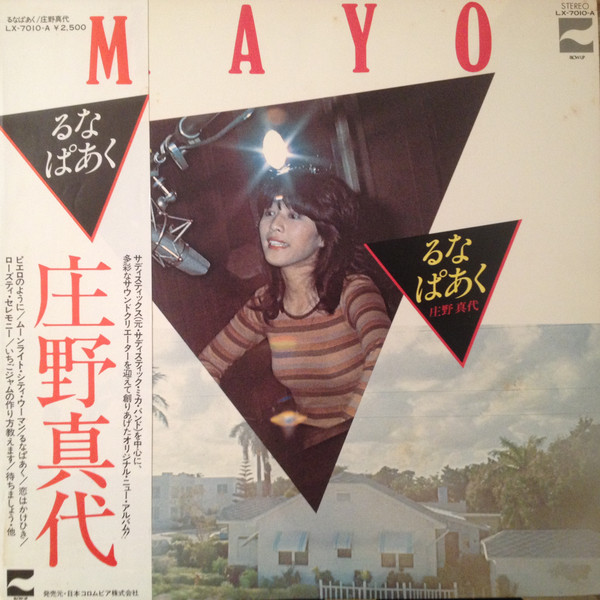 るなぱあく/庄野真代
LX-7010-A ¥2,500
MAYO
STEREO
LX-7010-A
るな
ぱあく
るな
ぱあく
庄野真代
庄野真代
サディスティックス(元・サディスティック・ミカ・バンド)を中心に、
多彩なサウンドクリエーターを迎えて創りあげたオリジナル・ニュー・アルバム!!
ピエロのように/ムーンライト・シティ・ウーマン/るなぱあく/恋はかけひき/
ローズティ・セレモニー/いちごジャムの作り方教えます/待ちましょう・他
発売元・日本コロムビア株式会社